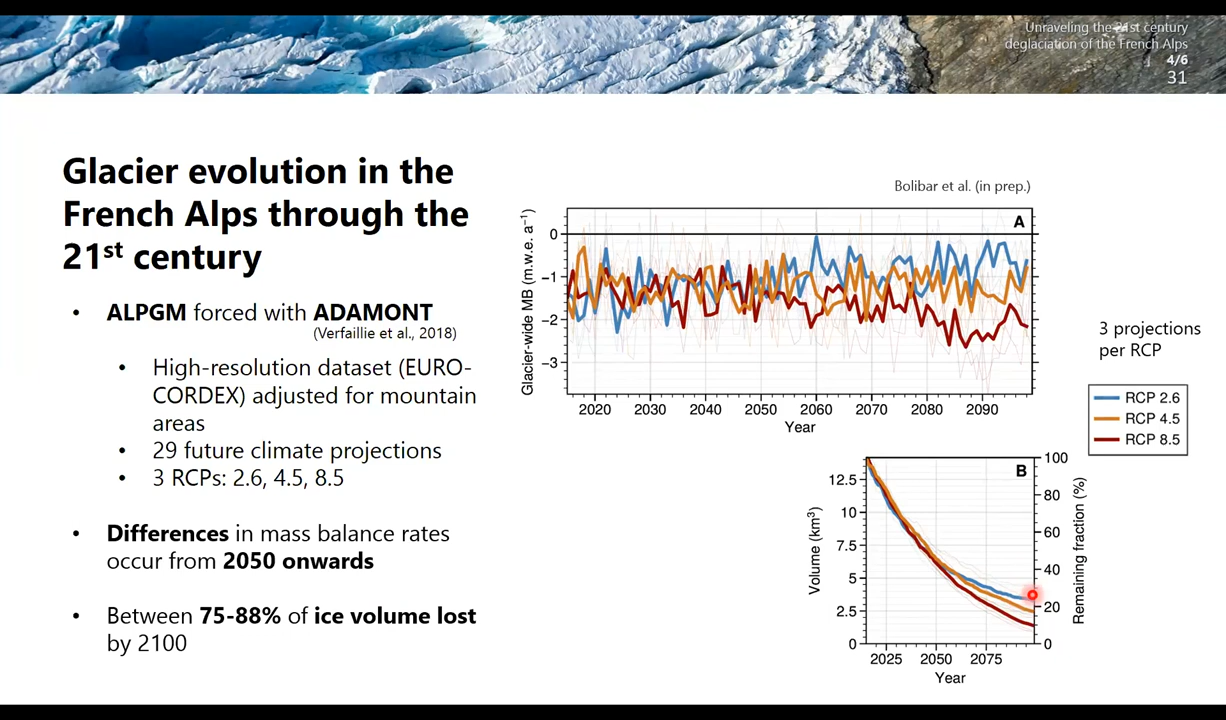 Unraveling the 21st century
deglaciation of the French Alps
4/6
31
Glacier evolution in the
French Alps through the
21st century
• ALPGM forced with ADAMONT
(Verfaillie et al., 2018)
• High-resolution dataset (EURO-
CORDEX) adjusted for mountain
areas
• 29 future climate projections
• 3 RCPs: 2.6, 4.5, 8.5
• Differences in mass balance rates
occur from 2050 onwards
• Between 75-88% of ice volume lost
by 2100
Bolibar et al. (in prep.)
A
Glacier-wide MB (m.w.e. a⁻¹)
0
−1
−2
−3
2020 2030 2040 2050 2060 2070 2080 2090
Year
3 projections
per RCP
RCP 2.6
RCP 4.5
RCP 8.5
B
Volume (km³)
12.5
10
7.5
5
2.5
0
100
80
60
40
20
0
Remaining fraction (%)
2025 2050 2075
Year